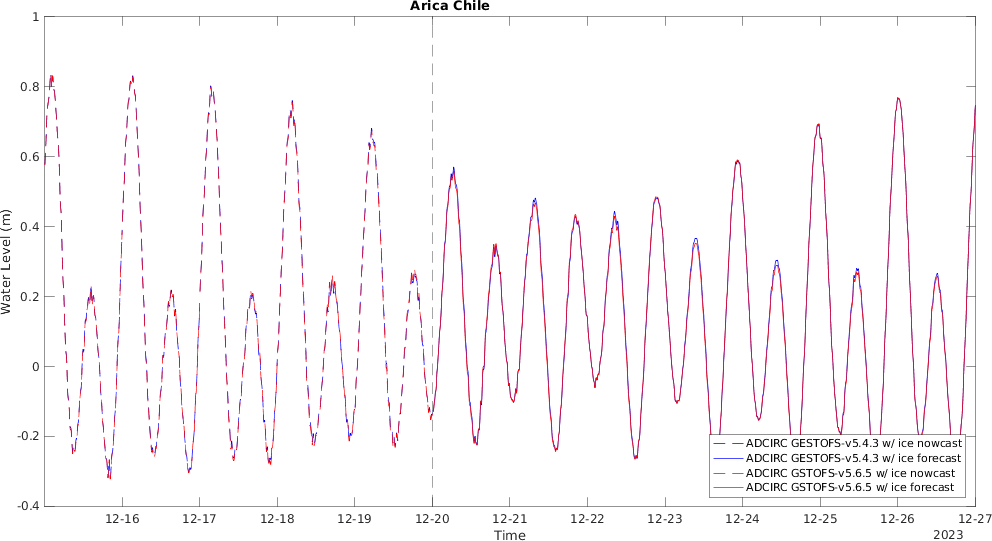 Arica Chile
1
0.8
0.6
0.4
0.2
0
-0.2
-0.4
Water Level (m)
12-16 12-17 12-18 12-19 12-20 12-21 12-22 12-23 12-24 12-25 12-26 12-27
Time
2023
ADCIRC GESTOFS-v5.4.3 w/ ice nowcast
ADCIRC GESTOFS-v5.4.3 w/ ice forecast
ADCIRC GSTOFS-v5.6.5 w/ ice nowcast
ADCIRC GSTOFS-v5.6.5 w/ ice forecast